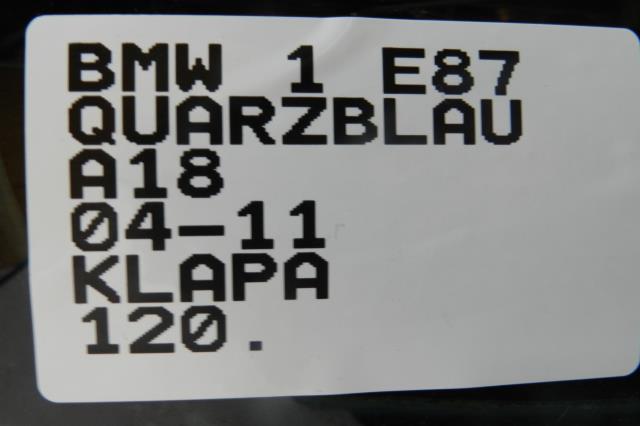 BMW 1 E87
QUARZBLAU
A18
04-11
KLAPA
120.